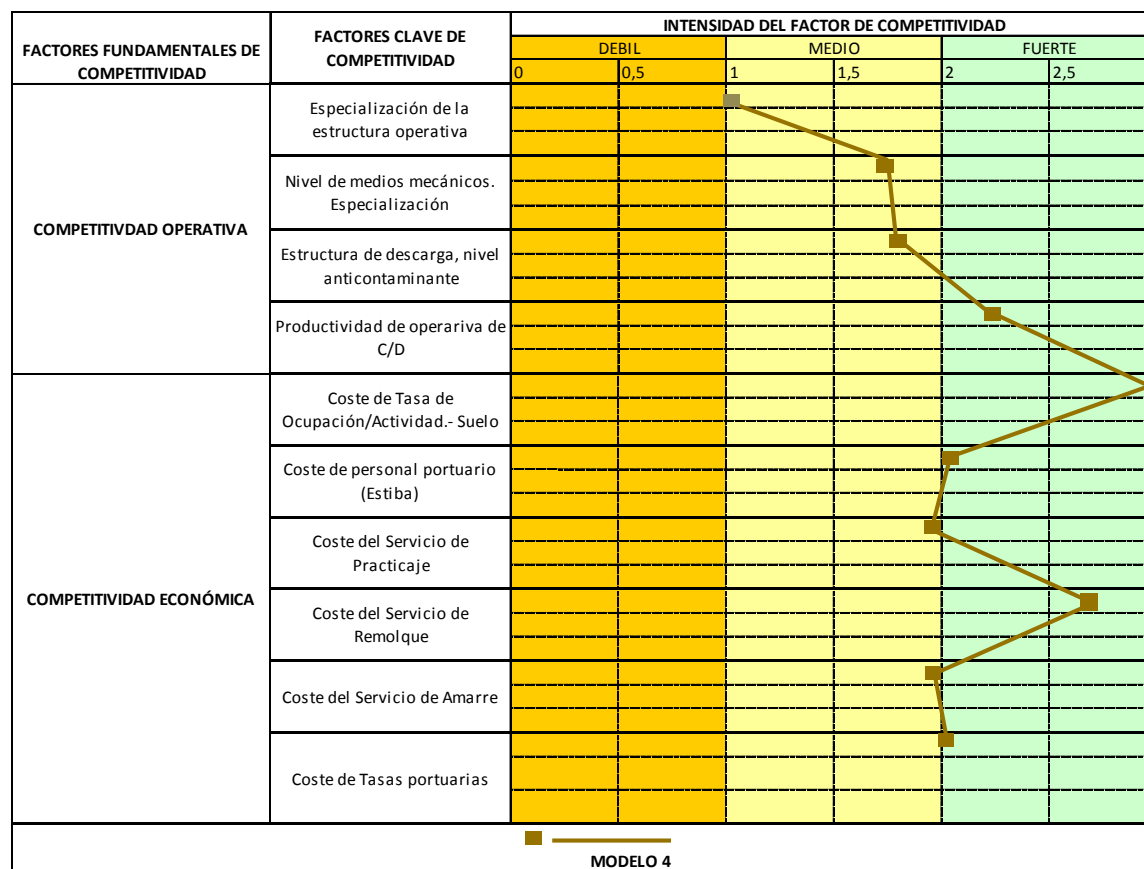 FACTORES FUNDAMENTALES DE
COMPETITIVIDAD
FACTORES CLAVE DE
COMPETITIVIDAD
INTENSIDAD DEL FACTOR DE COMPETITIVIDAD
DEBIL
MEDIO
FUERTE
0
0,5
1
1,5
2
2,5
COMPETITIVDAD OPERATIVA
Especialización de la
estructura operativa
Nivel de medios mecánicos.
Especialización
Estructura de descarga, nivel
anticontaminante
Productividad de operariva de
C/D
COMPETITIVIDAD ECONÓMICA
Coste de Tasa de
Ocupación/Actividad.- Suelo
Coste de personal portuario
(Estiba)
Coste del Servicio de
Practicaje
Coste del Servicio de
Remolque
Coste del Servicio de Amarre
Coste de Tasas portuarias
MODELO 4